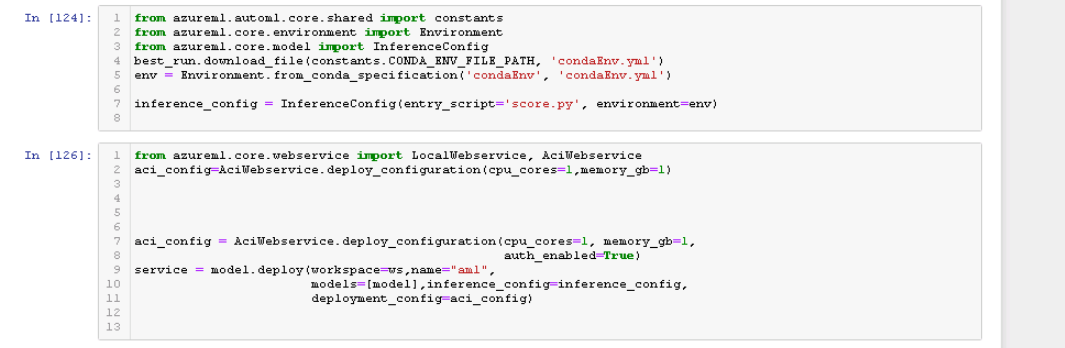 In [124]:
1 from azureml.automl.core.shared import constants
2 from azureml.core.environment import Environment
3 from azureml.core.model import InferenceConfig
4 best_run.download_file(constants.CONDA_ENV_FILE_PATH, 'condaEnv.yml')
5 env = Environment.from_conda_specification('condaEnv', 'condaEnv.yml')
6
7 inference_config = InferenceConfig(entry_script='score.py', environment=env)
8
In [126]:
1 from azureml.core.webservice import LocalWebservice, AciWebservice
2 aci_config=AciWebservice.deploy_configuration(cpu_cores=1,memory_gb=1)
3
4
5
6
7 aci_config = AciWebservice.deploy_configuration(cpu_cores=1, memory_gb=1,
8 auth_enabled=True)
9 service = model.deploy(workspace=ws,name="aml",
10 models=[model],inference_config=inference_config,
11 deployment_config=aci_config)
12
13